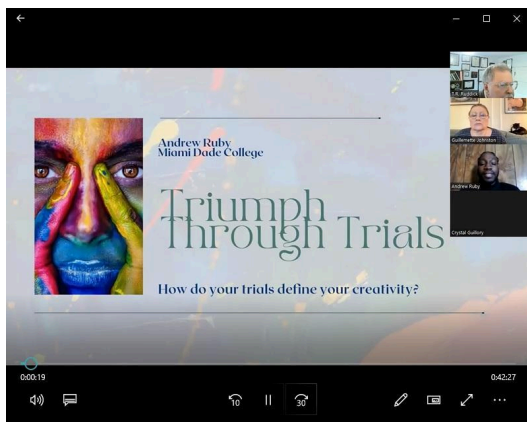 T.R. Ruddick
Guillemette Johnston
Andrew Ruby
Miami Dade College
Andrew Ruby
Triumph
Through Trials
Crystal Guillory
How do your trials define your creativity?
0:00:19
0:42:27
10
30